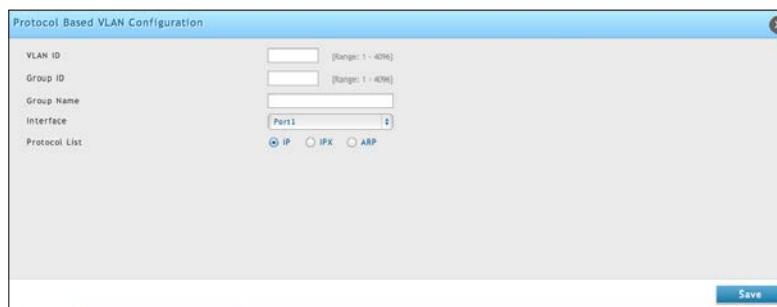 Protocol Based VLAN Configuration
VLAN ID [Range: 1 - 4096]
Group ID [Range: 1 - 4096]
Group Name
Interface Port1
Protocol List IP IPX ARP
Save